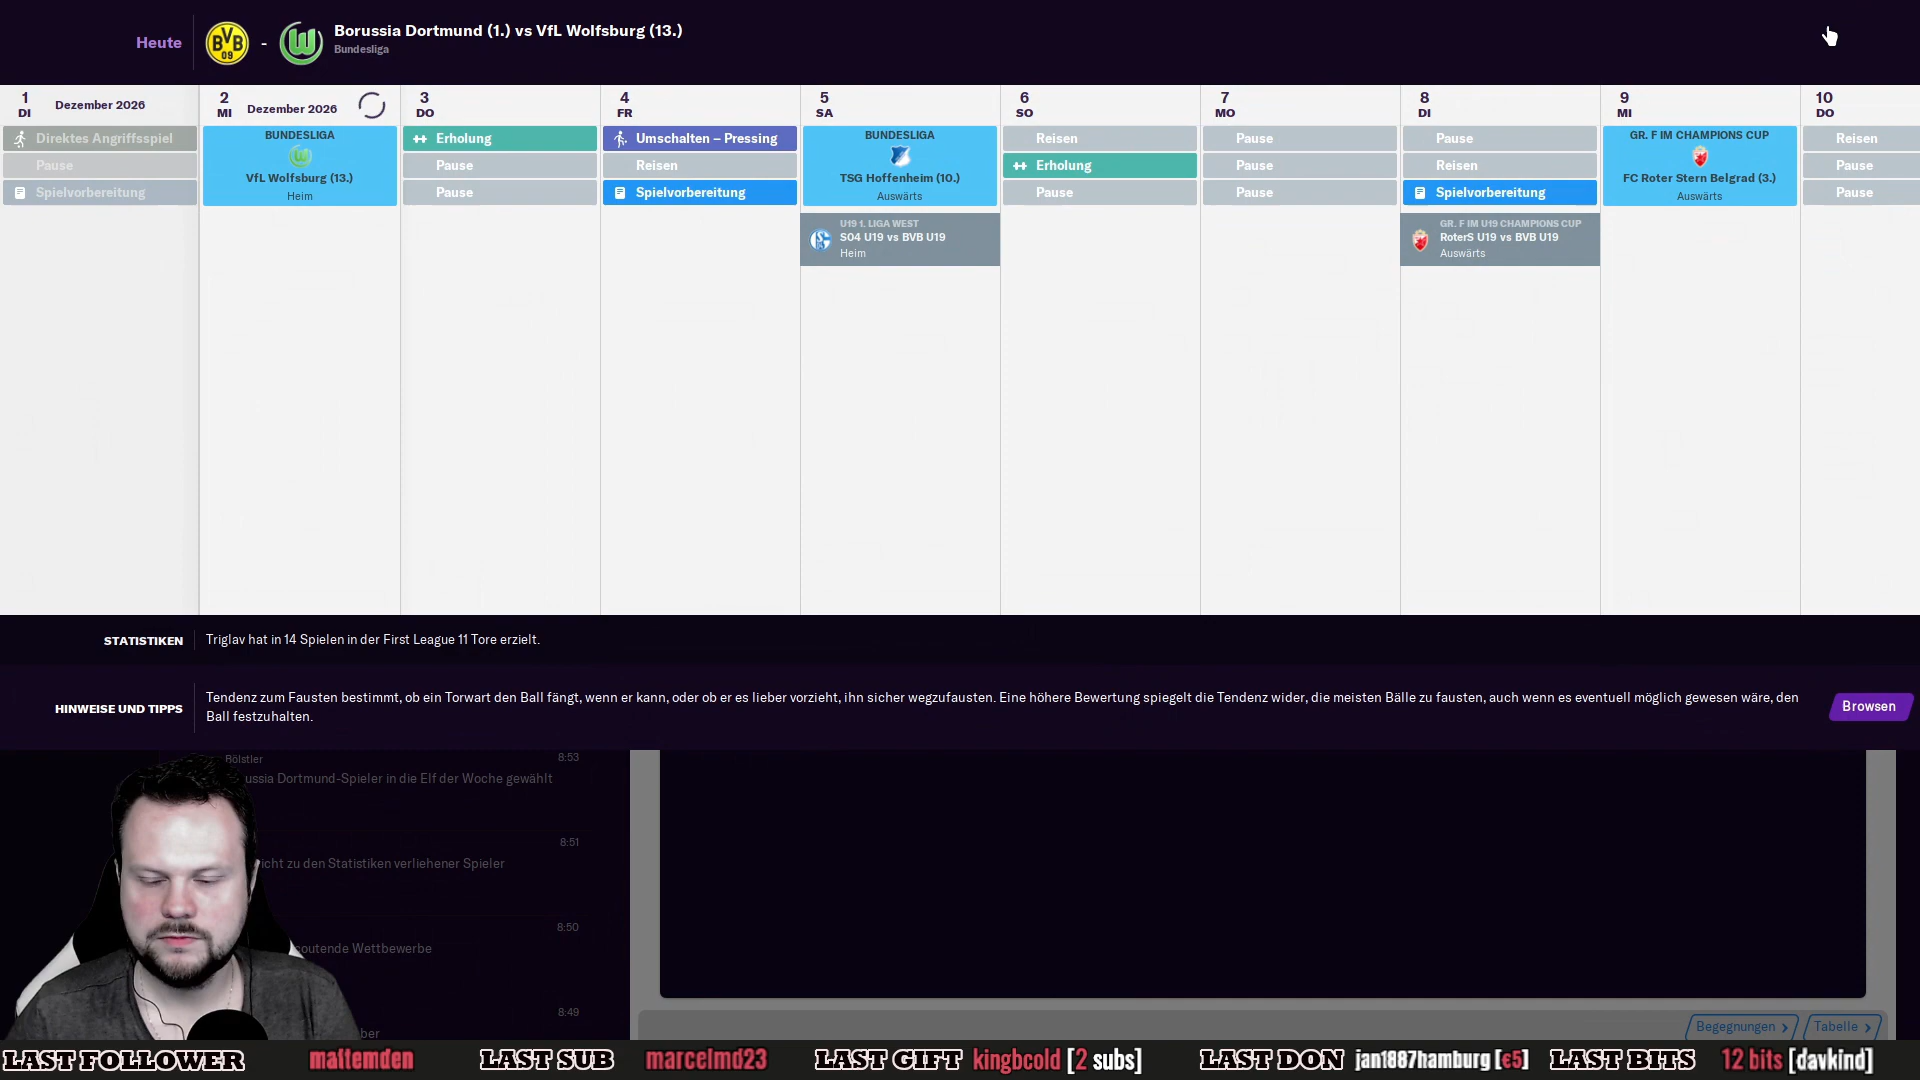 Heute
Borussia Dortmund (1.) vs VfL Wolfsburg (13.)
Bundesliga
1 DI Dezember 2026
Direktes Angriffsspiel
Pause
Spielvorbereitung
2 MI Dezember 2026
BUNDESLIGA
VfL Wolfsburg (13.)
Heim
3 DO
Erholung
Pause
Pause
4 FR
Umschalten – Pressing
Reisen
Spielvorbereitung
5 SA
BUNDESLIGA
TSG Hoffenheim (10.)
Auswärts
U19 1. LIGA WEST
S04 U19 vs BVB U19
Heim
6 SO
Reisen
Erholung
Pause
7 MO
Pause
Pause
Pause
8 DI
Pause
Reisen
Spielvorbereitung
GR. F IM U19 CHAMPIONS CUP
RoterS U19 vs BVB U19
Auswärts
9 MI
GR. F IM CHAMPIONS CUP
FC Roter Stern Belgrad (3.)
Auswärts
10 DO
Reisen
Pause
Pause
STATISTIKEN Triglav hat in 14 Spielen in der First League 11 Tore erzielt.
HINWEISE UND TIPPS
Tendenz zum Fausten bestimmt, ob ein Torwart den Ball fängt, wenn er kann, oder ob er es lieber vorzieht, ihn sicher wegzufausten. Eine höhere Bewertung spiegelt die Tendenz wider, die meisten Bälle zu fausten, auch wenn es eventuell möglich gewesen wäre, den
Ball festzuhalten.
Browsen
Bölstler 8:53
ussia Dortmund-Spieler in die Elf der Woche gewählt
8:51
icht zu den Statistiken verliehener Spieler
8:50
coutende Wettbewerbe
8:49
ber
Begegnungen
Tabelle
LAST FOLLOWER mattemden LAST SUB marcelmd23 LAST GIFT kingbcold [2 subs] LAST DON jan1887hamburg [€5] LAST BITS 12 bits [davkind]